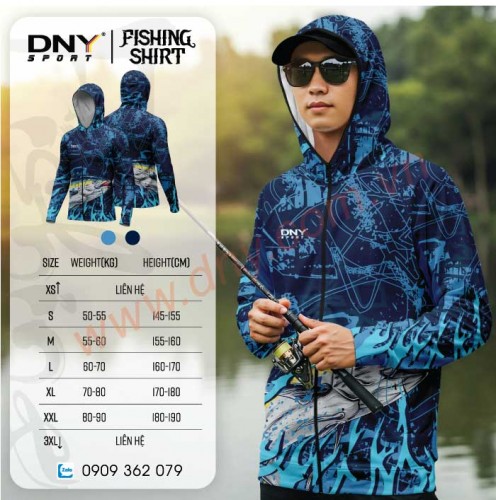 DNY® SPORT
FISHING SHIRT
SIZE WEIGHT(KG) HEIGHT(CM)
XS↑ LIÊN HỆ
S 50-55 145-155
M 55-60 155-160
L 60-70 160-170
XL 70-80 170-180
XXL 80-90 180-190
3XL↓ LIÊN HỆ
Zalo 0909 362 079
DNY
SPORT